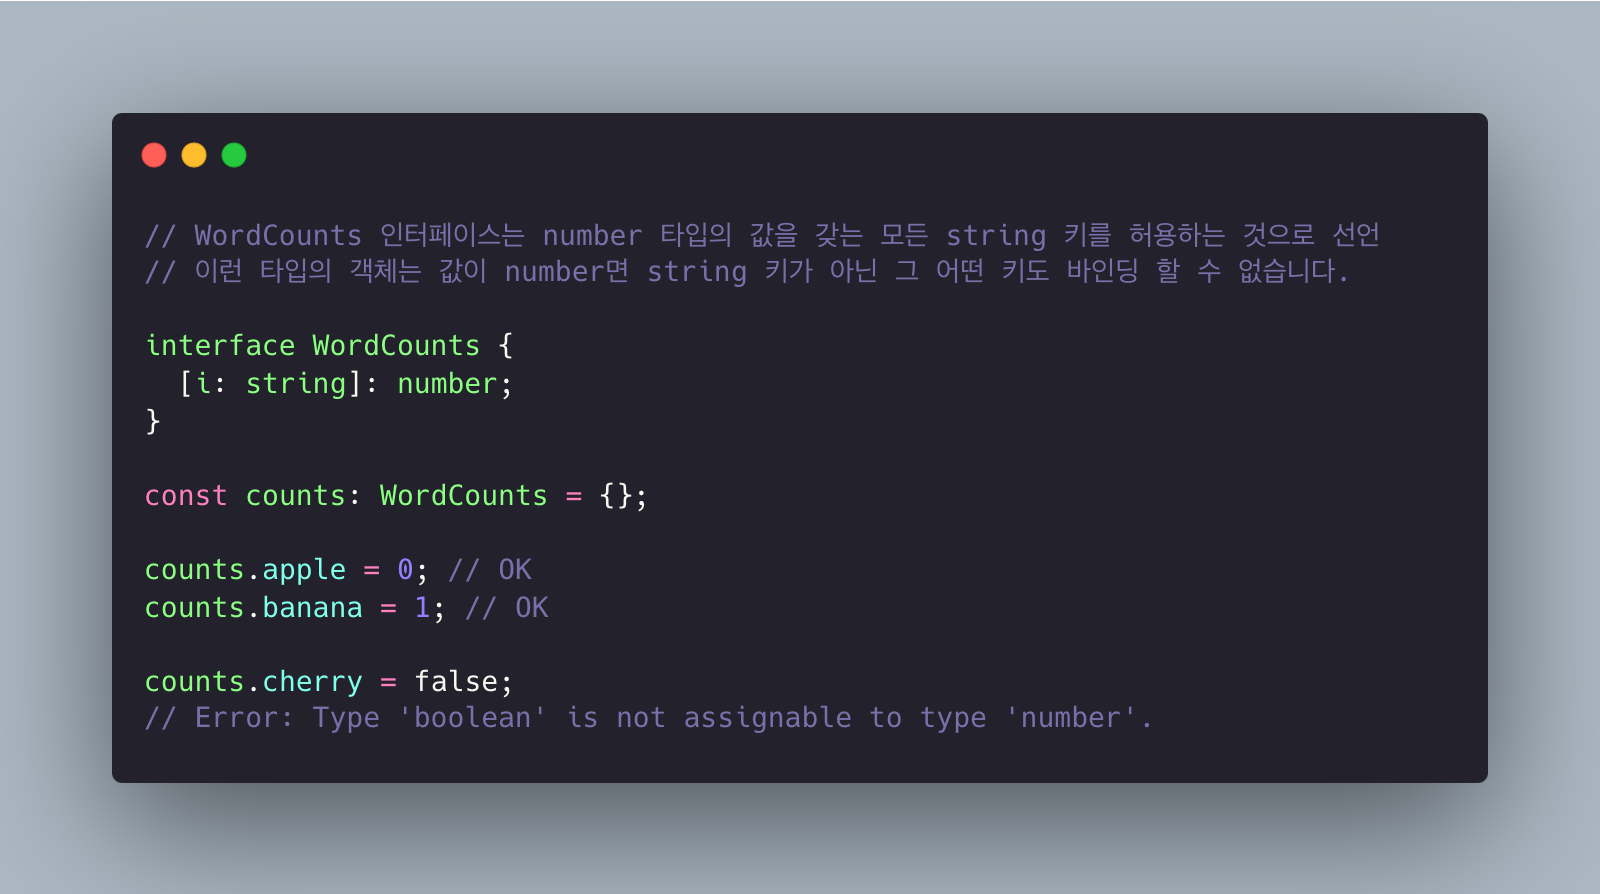 // WordCounts 인터페이스는 number 타입의 값을 갖는 모든 string 키를 허용하는 것으로 선언
// 이런 타입의 객체는 값이 number면 string 키가 아닌 그 어떤 키도 바인딩 할 수 없습니다.
interface WordCounts {
  [i: string]: number;
}
const counts: WordCounts = {};
counts.apple = 0; // OK
counts.banana = 1; // OK
counts.cherry = false;
// Error: Type 'boolean' is not assignable to type 'number'.